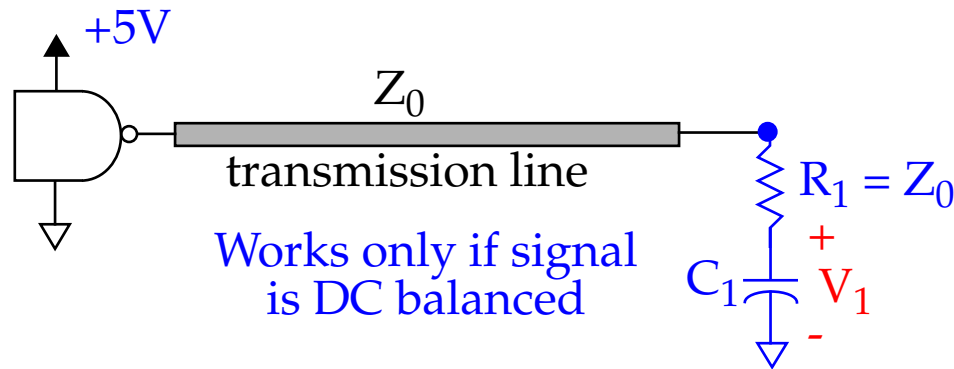 +5V
Z₀
transmission line
R₁ = Z₀
Works only if signal
is DC balanced
+
C₁
V₁
-